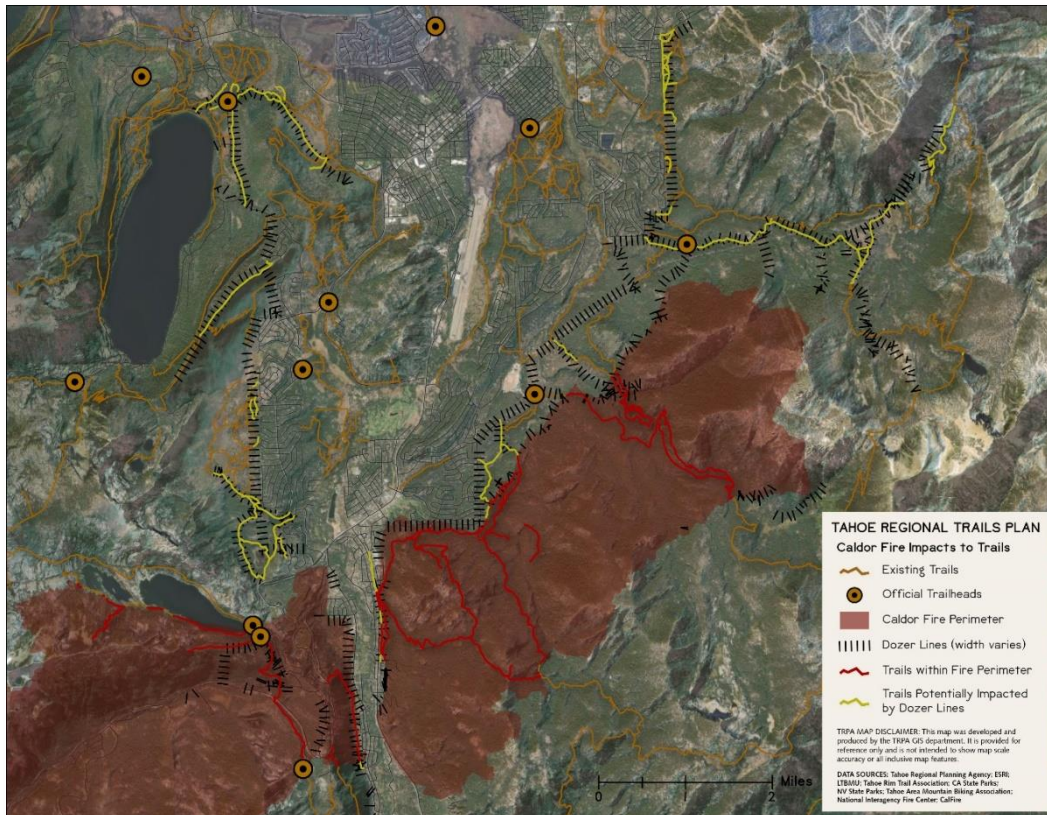 TAHOE REGIONAL TRAILS PLAN
Caldor Fire Impacts to Trails
Existing Trails
Official Trailheads
Caldor Fire Perimeter
Dozer Lines (width varies)
Trails within Fire Perimeter
Trails Potentially Impacted
by Dozer Lines
TRPA MAP DISCLAIMER: This map was developed and
produced by the TRPA GIS department. It is provided for
reference only and is not intended to show map scale
accuracy or all inclusive map features.
DATA SOURCES: Tahoe Regional Planning Agency; ESRI;
LTBMU; Tahoe Rim Trail Association; CA State Parks;
NV State Parks; Tahoe Area Mountain Biking Association;
National Interagency Fire Center; CalFire
Miles
0 2